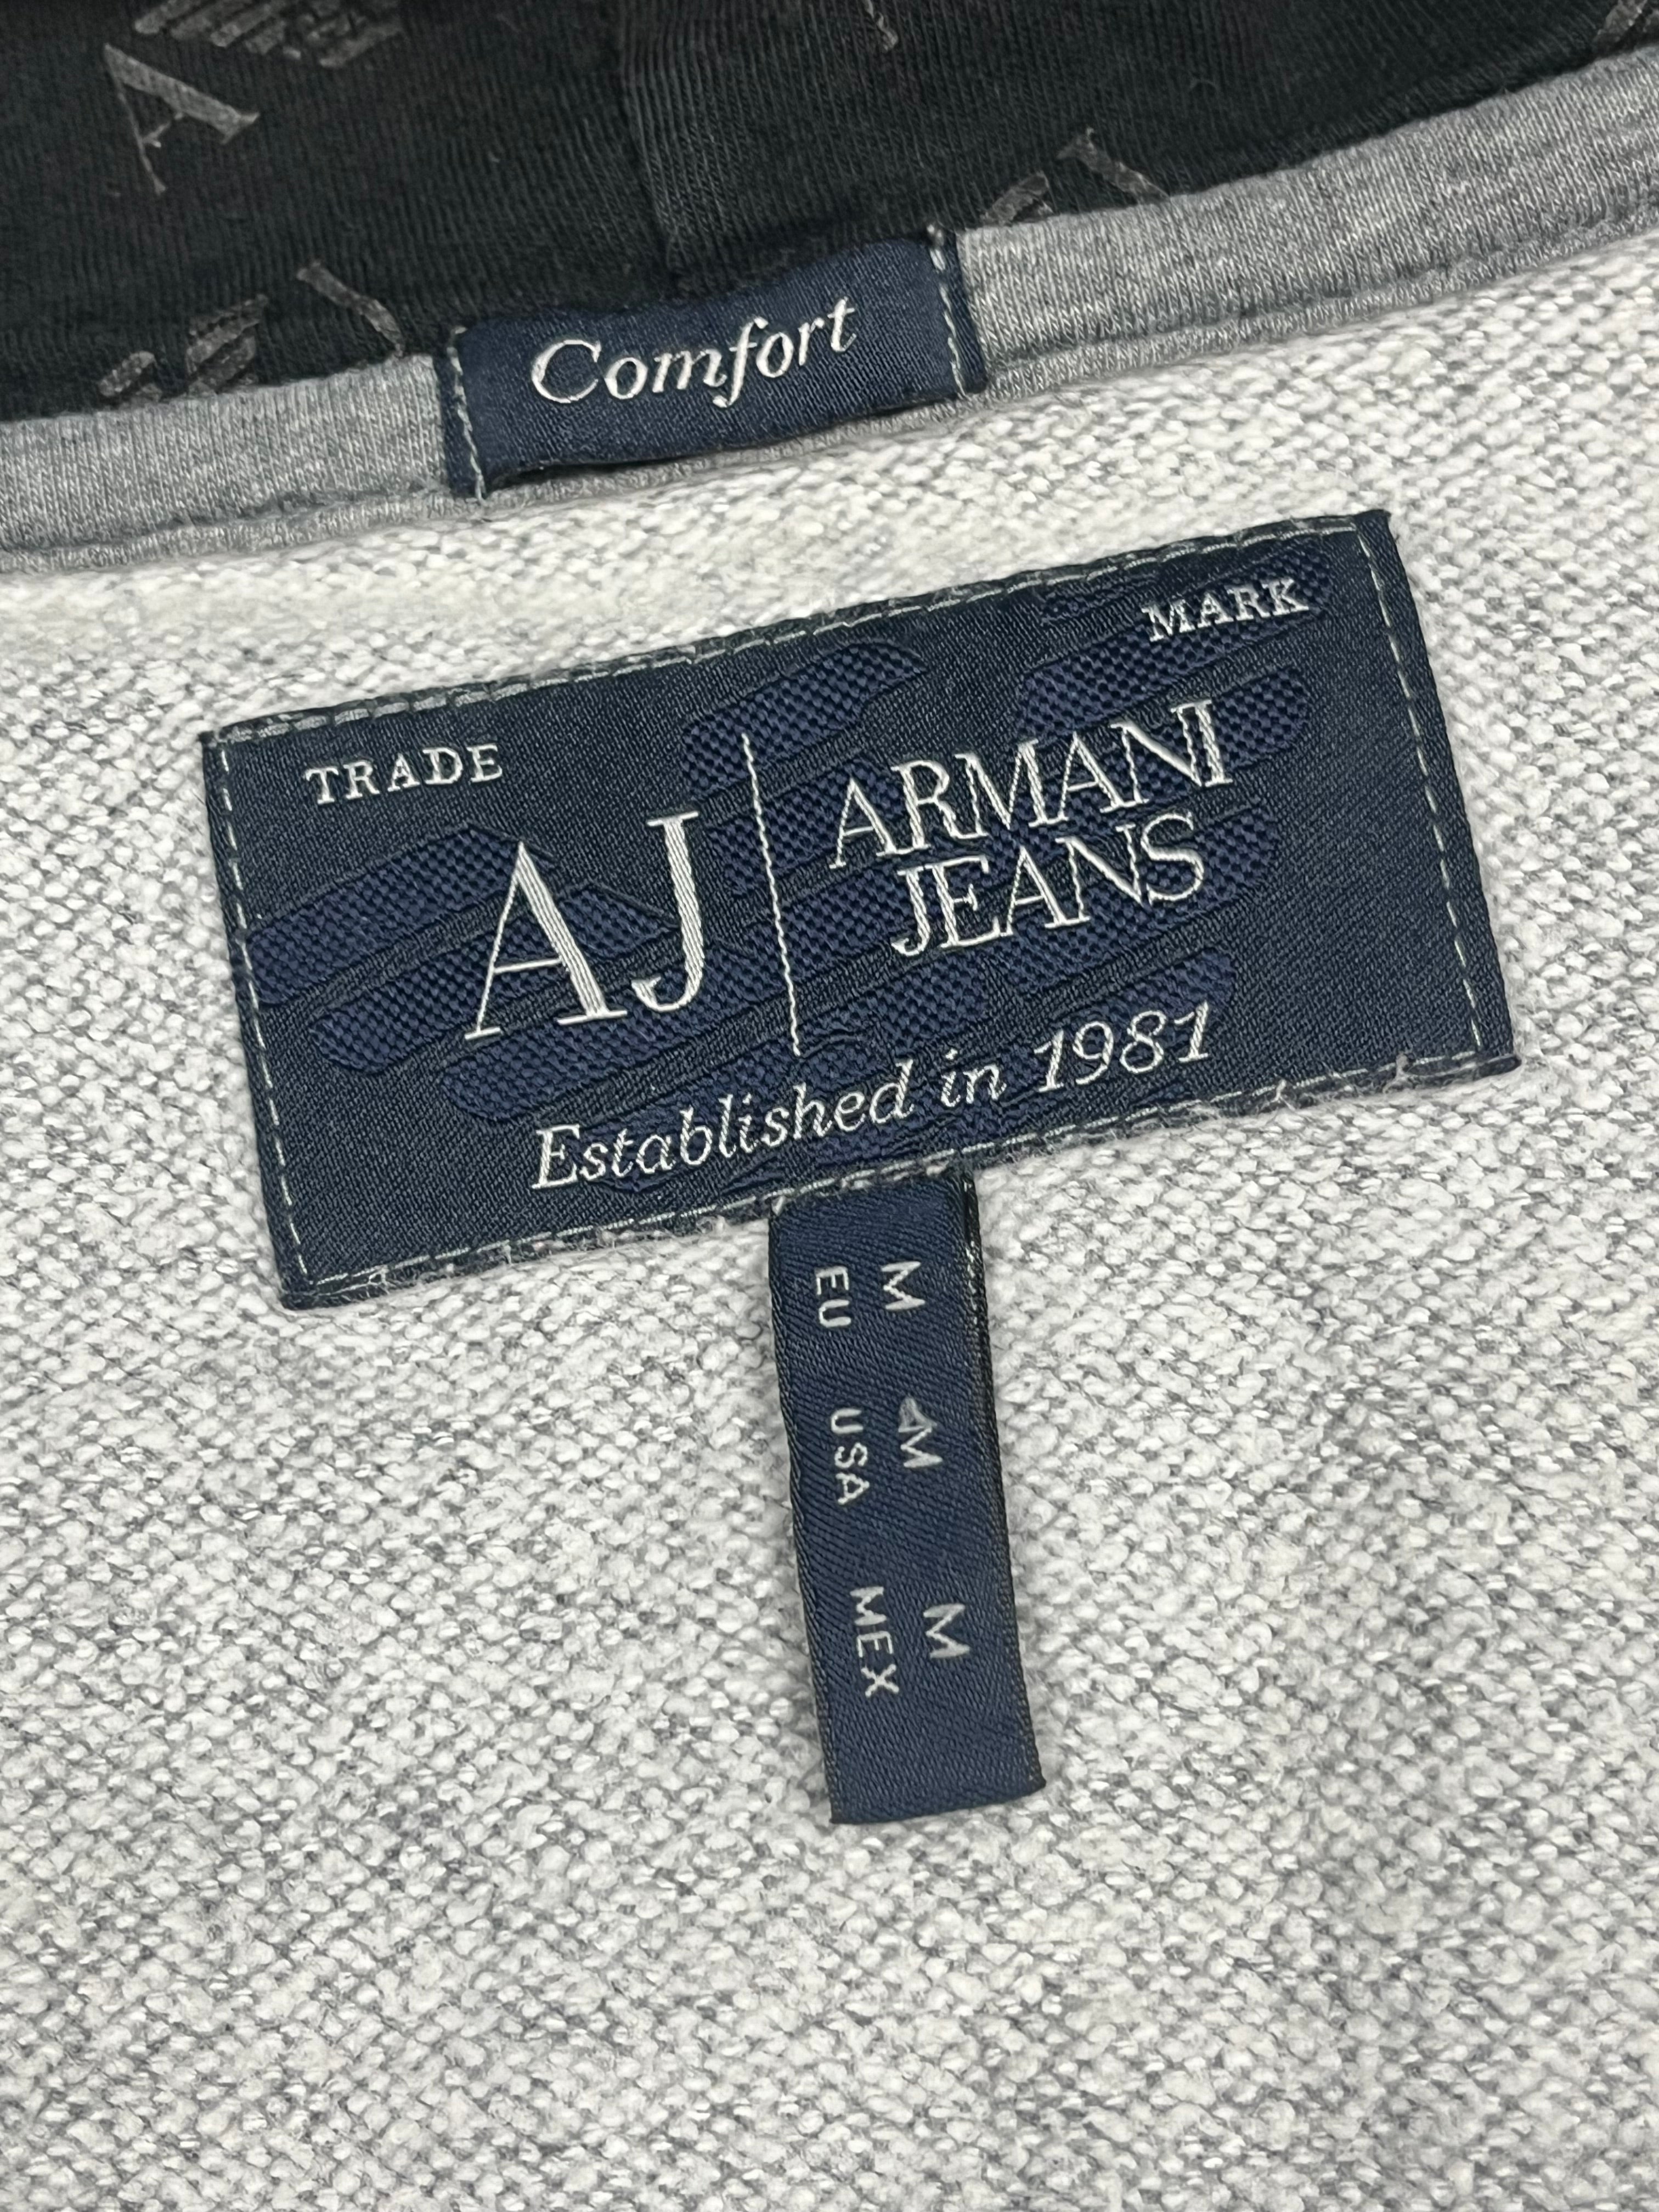 Comfort
TRADE MARK
AJ ARMANI
JEANS
Established in 1981
M M M
EU USA MEX